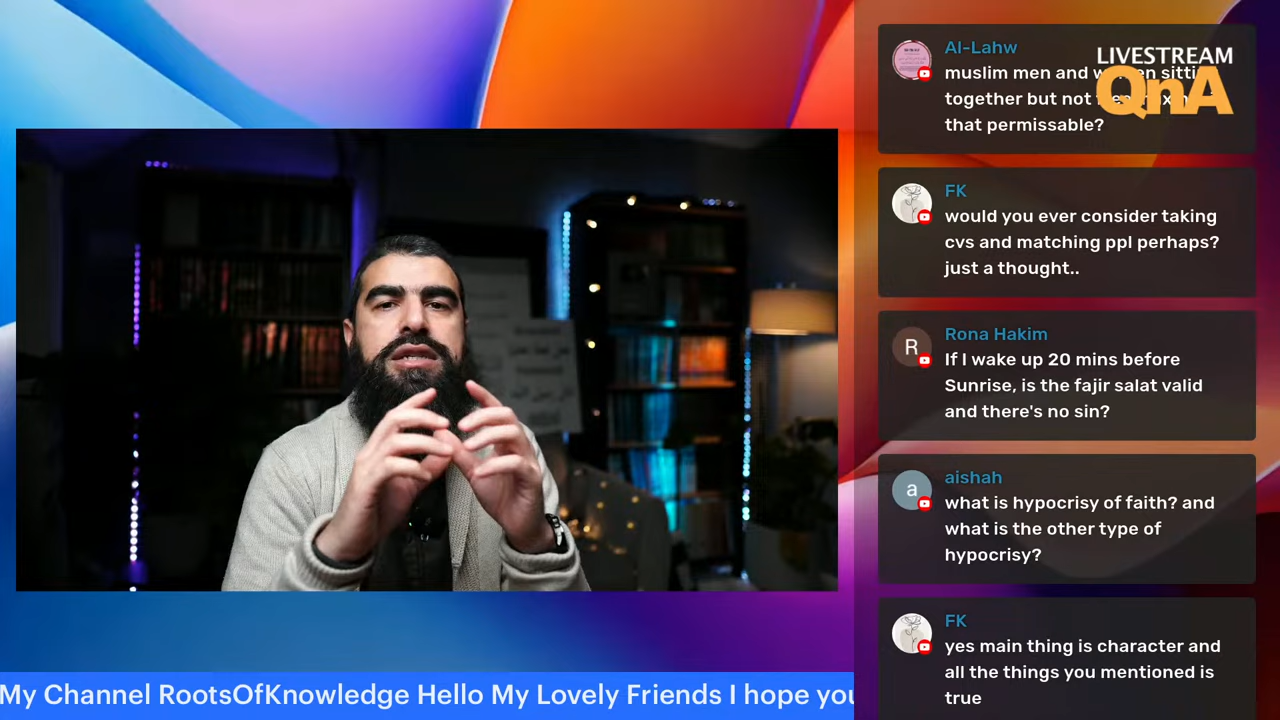 Al-Lahw
muslim men and sitti
together but not
that permissable?
LIVESTREAM
QnA
FK
would you ever consider taking
cvs and matching ppl perhaps?
just a thought..
R
Rona Hakim
If I wake up 20 mins before
Sunrise, is the fajir salat valid
and there's no sin?
a
aishah
what is hypocrisy of faith? and
what is the other type of
hypocrisy?
FK
yes main thing is character and
all the things you mentioned is
true
My Channel RootsOfKnowledge Hello My Lovely Friends I hope you